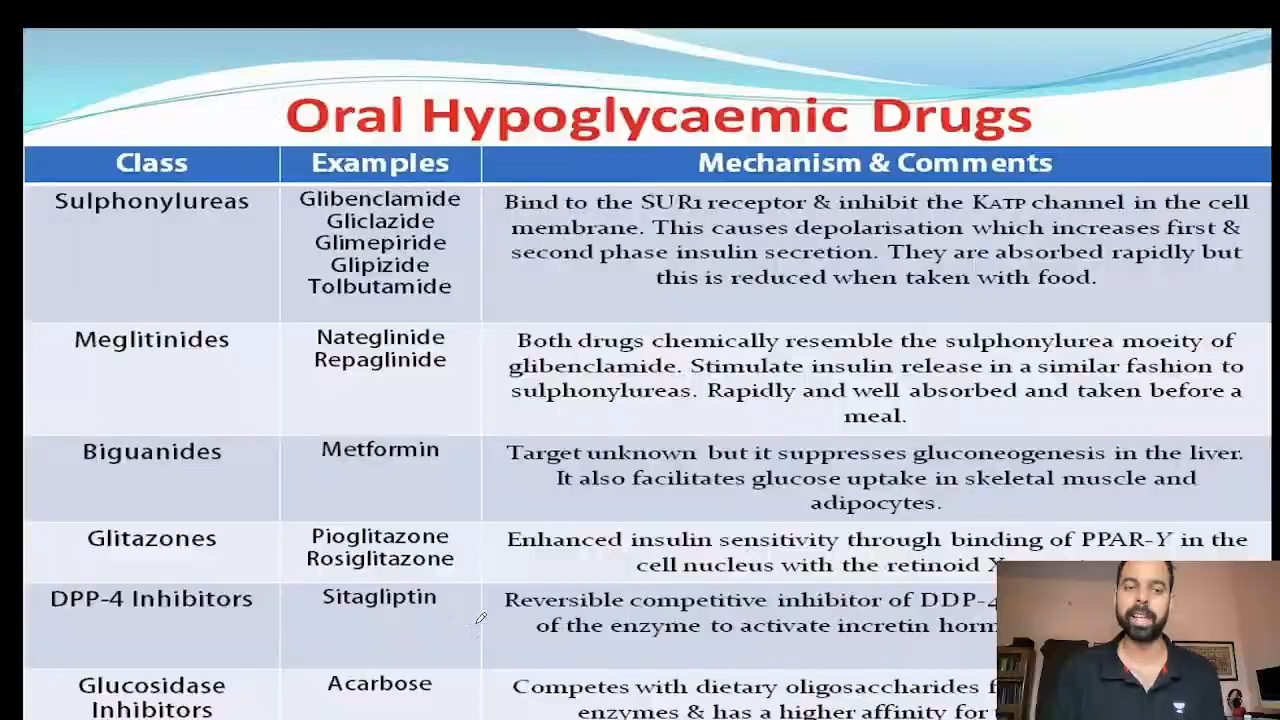 Oral Hypoglycaemic Drugs
Class Examples Mechanism & Comments
Sulphonylureas
Glibenclamide
Gliclazide
Glimepiride
Glipizide
Tolbutamide
Bind to the SUR1 receptor & inhibit the KATP channel in the cell
membrane. This causes depolarisation which increases first &
second phase insulin secretion. They are absorbed rapidly but
this is reduced when taken with food.
Meglitinides
Nateglinide
Repaglinide
Both drugs chemically resemble the sulphonylurea moeity of
glibenclamide. Stimulate insulin release in a similar fashion to
sulphonylureas. Rapidly and well absorbed and taken before a
meal.
Biguanides
Metformin
Target unknown but it suppresses gluconeogenesis in the liver.
It also facilitates glucose uptake in skeletal muscle and
adipocytes.
Glitazones
Pioglitazone
Rosiglitazone
Enhanced insulin sensitivity through binding of PPAR-Y in the
cell nucleus with the retinoid
DPP-4 Inhibitors
Sitagliptin
Reversible competitive inhibitor of DDP-4
of the enzyme to activate incretin
Glucosidase
Inhibitors
Acarbose
Competes with dietary oligosaccharides
enzymes & has a higher affinity for